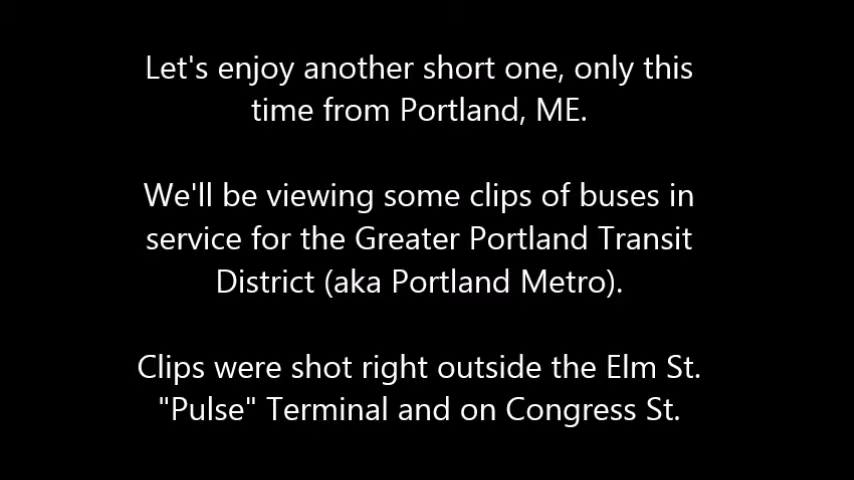 Let's enjoy another short one, only this
time from Portland, ME.
We'll be viewing some clips of buses in
service for the Greater Portland Transit
District (aka Portland Metro).
Clips were shot right outside the Elm St.
"Pulse" Terminal and on Congress St.